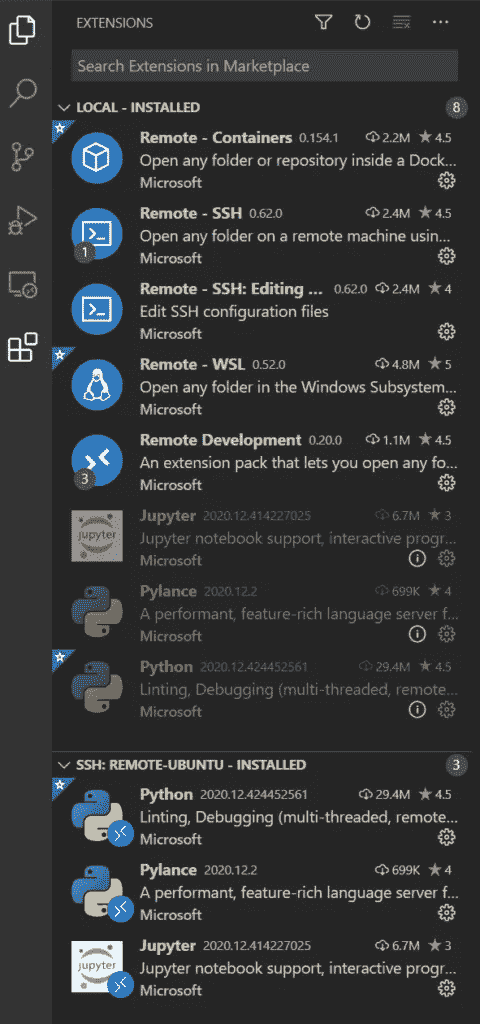 EXTENSIONS
Search Extensions in Marketplace
LOCAL - INSTALLED 8
Remote - Containers 0.154.1 2.2M 4.5
Open any folder or repository inside a Dock...
Microsoft
Remote - SSH 0.62.0 2.4M 4.5
Open any folder on a remote machine usin...
1
Microsoft
Remote - SSH: Editing ... 0.62.0 2.4M 4
Edit SSH configuration files
Microsoft
Remote - WSL 0.52.0 4.8M 5
Open any folder in the Windows Subsystem...
Microsoft
Remote Development 0.20.0 1.1M 4.5
An extension pack that lets you open any fo...
3
Microsoft
Jupyter 2020.12.414227025 6.7M 3
jupyter
Jupyter notebook support, interactive progr...
Microsoft
Pylance 2020.12.2 699K 4
A performant, feature-rich language server f...
Microsoft
Python 2020.12.424452561 29.4M 4.5
Linting, Debugging (multi-threaded, remote...
Microsoft
SSH: REMOTE-UBUNTU - INSTALLED 3
Python 2020.12.424452561 29.4M 4.5
Linting, Debugging (multi-threaded, remote...
Microsoft
Pylance 2020.12.2 699K 4
A performant, feature-rich language server f...
Microsoft
Jupyter 2020.12.414227025 6.7M 3
jupyter
Jupyter notebook support, interactive progr...
Microsoft